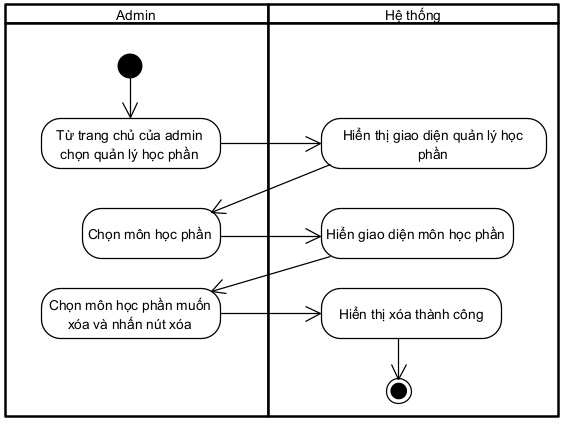 Admin
Hệ thống
Từ trang chủ của admin
chọn quản lý học phần
Hiển thị giao diện quản lý học
phần
Chọn môn học phần
Hiển giao diện môn học phần
Chọn môn học phần muốn
xóa và nhấn nút xóa
Hiển thị xóa thành công